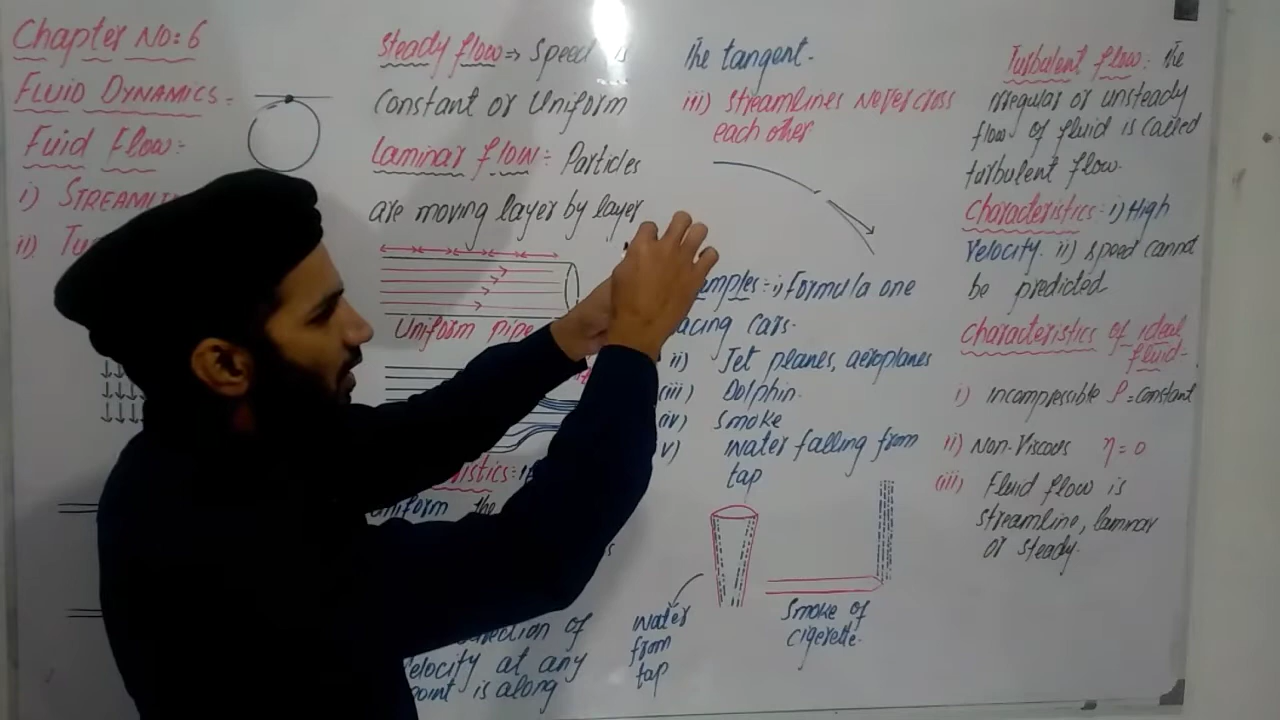 Chapter No: 6
FLUID DYNAMICS:-
Fuid Flow:-
i) STREAMLI
ii) Tu
Steady flow⇒ Speed is
Constant or Uniform
Laminar flow:- Particles
are moving layer by layer
Uniform pipe
istics:-
uniform the
direction of
velocity at any
point is along
the tangent.
iii) Streamlines never cross
each other
amples:- i) Formula one
racing cars.
ii) Jet planes, aeroplanes
(iii) Dolphin.
(iv) Smoke
v) Water falling from
tap
water
from
tap
Smoke of
cigerette.
Turbulent flow: The
irregular or unsteady
flow of fluid is called
turbulent flow.
Characteristics:- i) High
Velocity. ii) speed cannot
be predicted
Characteristics of ideal
fluid-
i) incompressible ρ=constant
ii) Non-Viscous η=0
(iii) Fluid flow is
streamline, laminar
or steady.